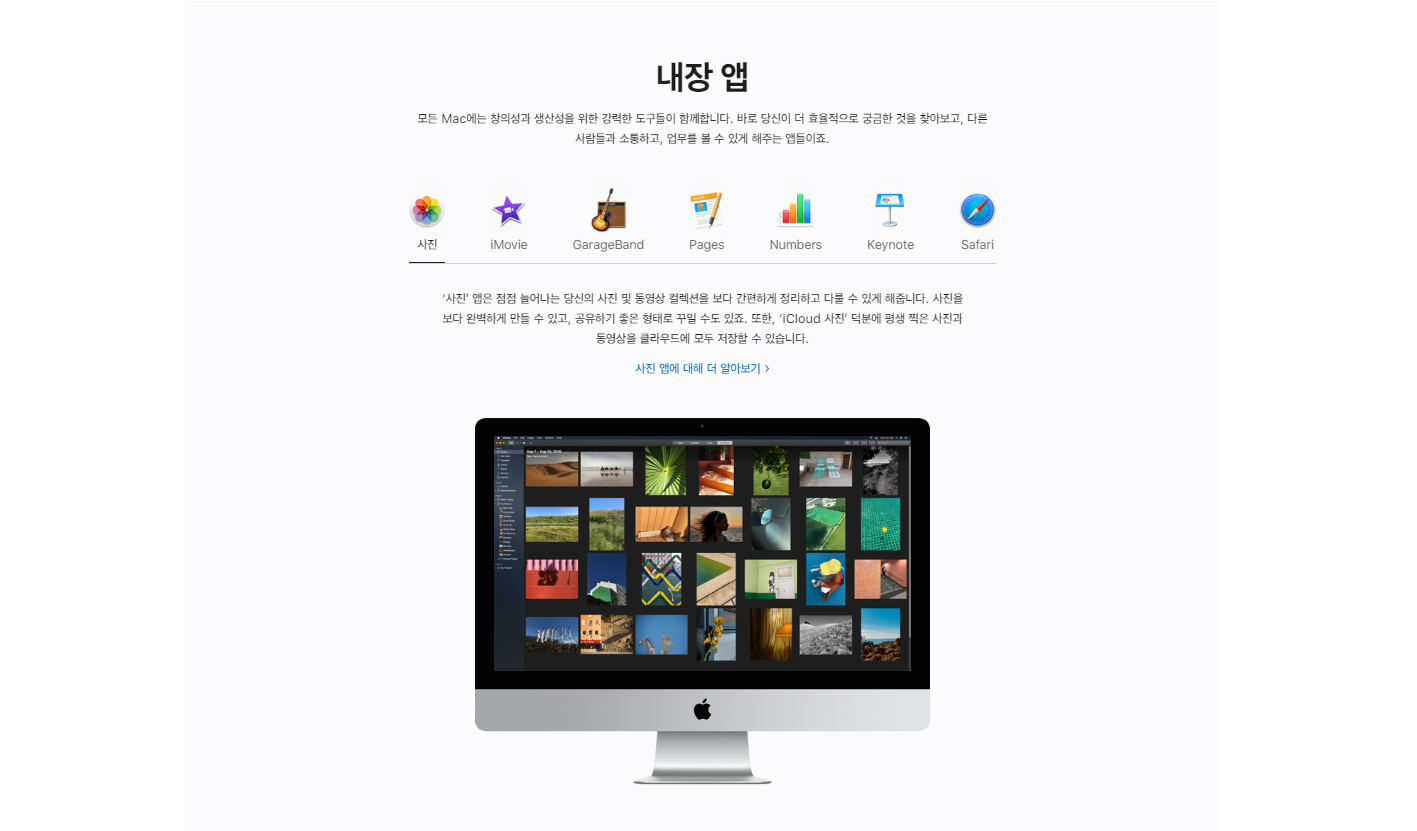 내장 앱
모든 Mac에는 창의성과 생산성을 위한 강력한 도구들이 함께합니다. 바로 당신이 더 효율적으로 궁금한 것을 찾아보고, 다른
사람들과 소통하고, 업무를 볼 수 있게 해주는 앱들이죠.
사진
iMovie
GarageBand
Pages
Numbers
Keynote
Safari
‘사진’ 앱은 점점 늘어나는 당신의 사진 및 동영상 컬렉션을 보다 간편하게 정리하고 다룰 수 있게 해줍니다. 사진을
보다 완벽하게 만들 수 있고, 공유하기 좋은 형태로 꾸밀 수도 있죠. 또한, ‘iCloud 사진’ 덕분에 평생 찍은 사진과
동영상을 클라우드에 모두 저장할 수 있습니다.
사진 앱에 대해 더 알아보기 >